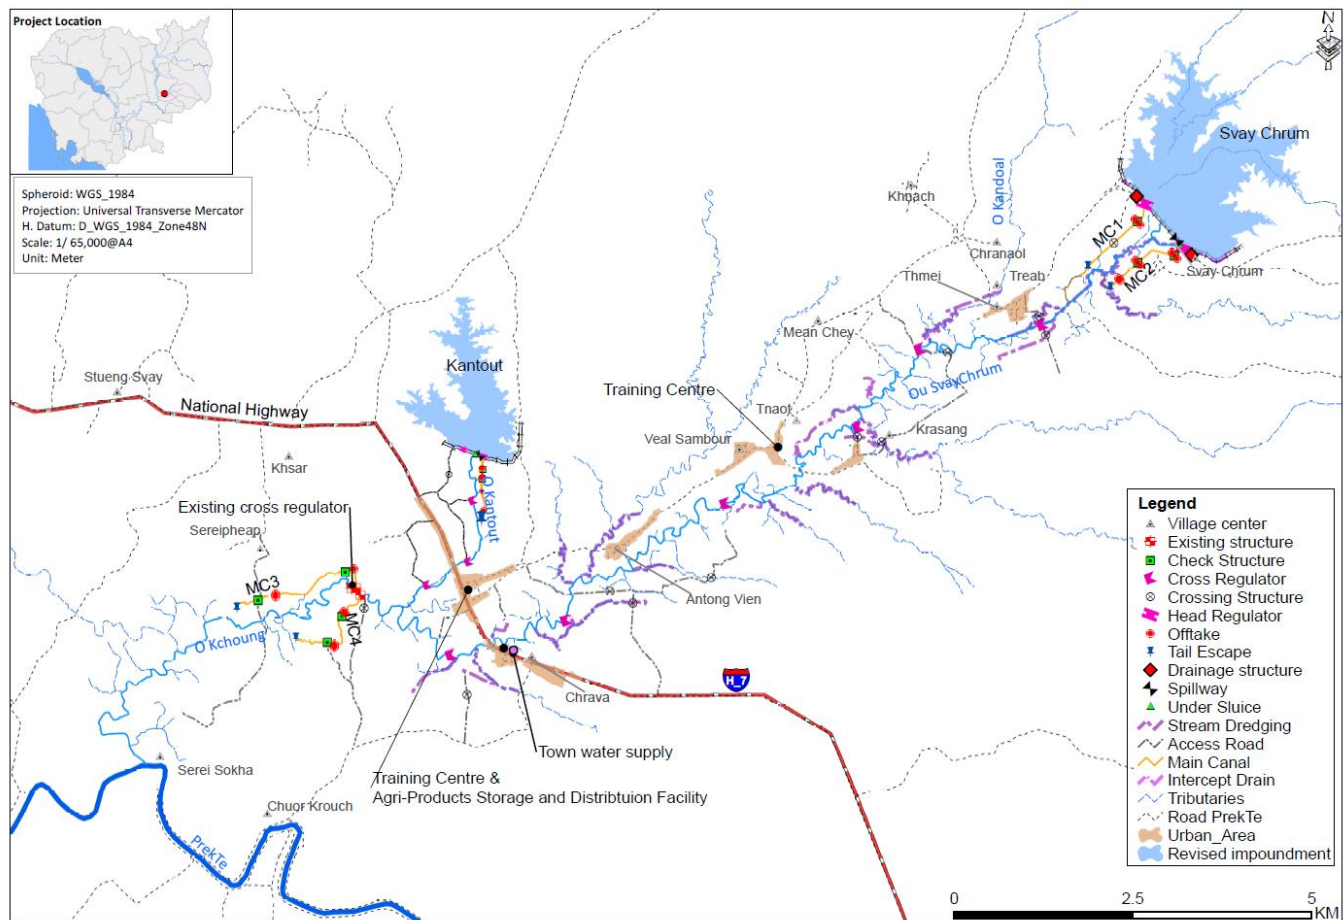 Project Location
Spheroid: WGS_1984
Projection: Universal Transverse Mercator
H. Datum: D_WGS_1984_Zone48N
Scale: 1/ 65,000@A4
Unit: Meter
N
Svay Chrum
Khnach
O Kandoal
Chranaol
MC1
Thmei
Treab
MC2
Svay Chrum
Mean Chey
Kantout
Stueng Svay
Training Centre
Ou SvayChrum
National Highway
Tnaot
Veal Sambour
Krasang
Khsar
O Kantout
Existing cross regulator
Sereipheap
MC3
Antong Vien
MC4
O Kchoung
H_7
Chrava
Town water supply
Serei Sokha
Training Centre &
Agri-Products Storage and Distribtuion Facility
Chuor Krouch
PrekTe
Legend
Village center
Existing structure
Check Structure
Cross Regulator
Crossing Structure
Head Regulator
Offtake
Tail Escape
Drainage structure
Spillway
Under Sluice
Stream Dredging
Access Road
Main Canal
Intercept Drain
Tributaries
Road PrekTe
Urban_Area
Revised impoundment
0 2.5 5
KM